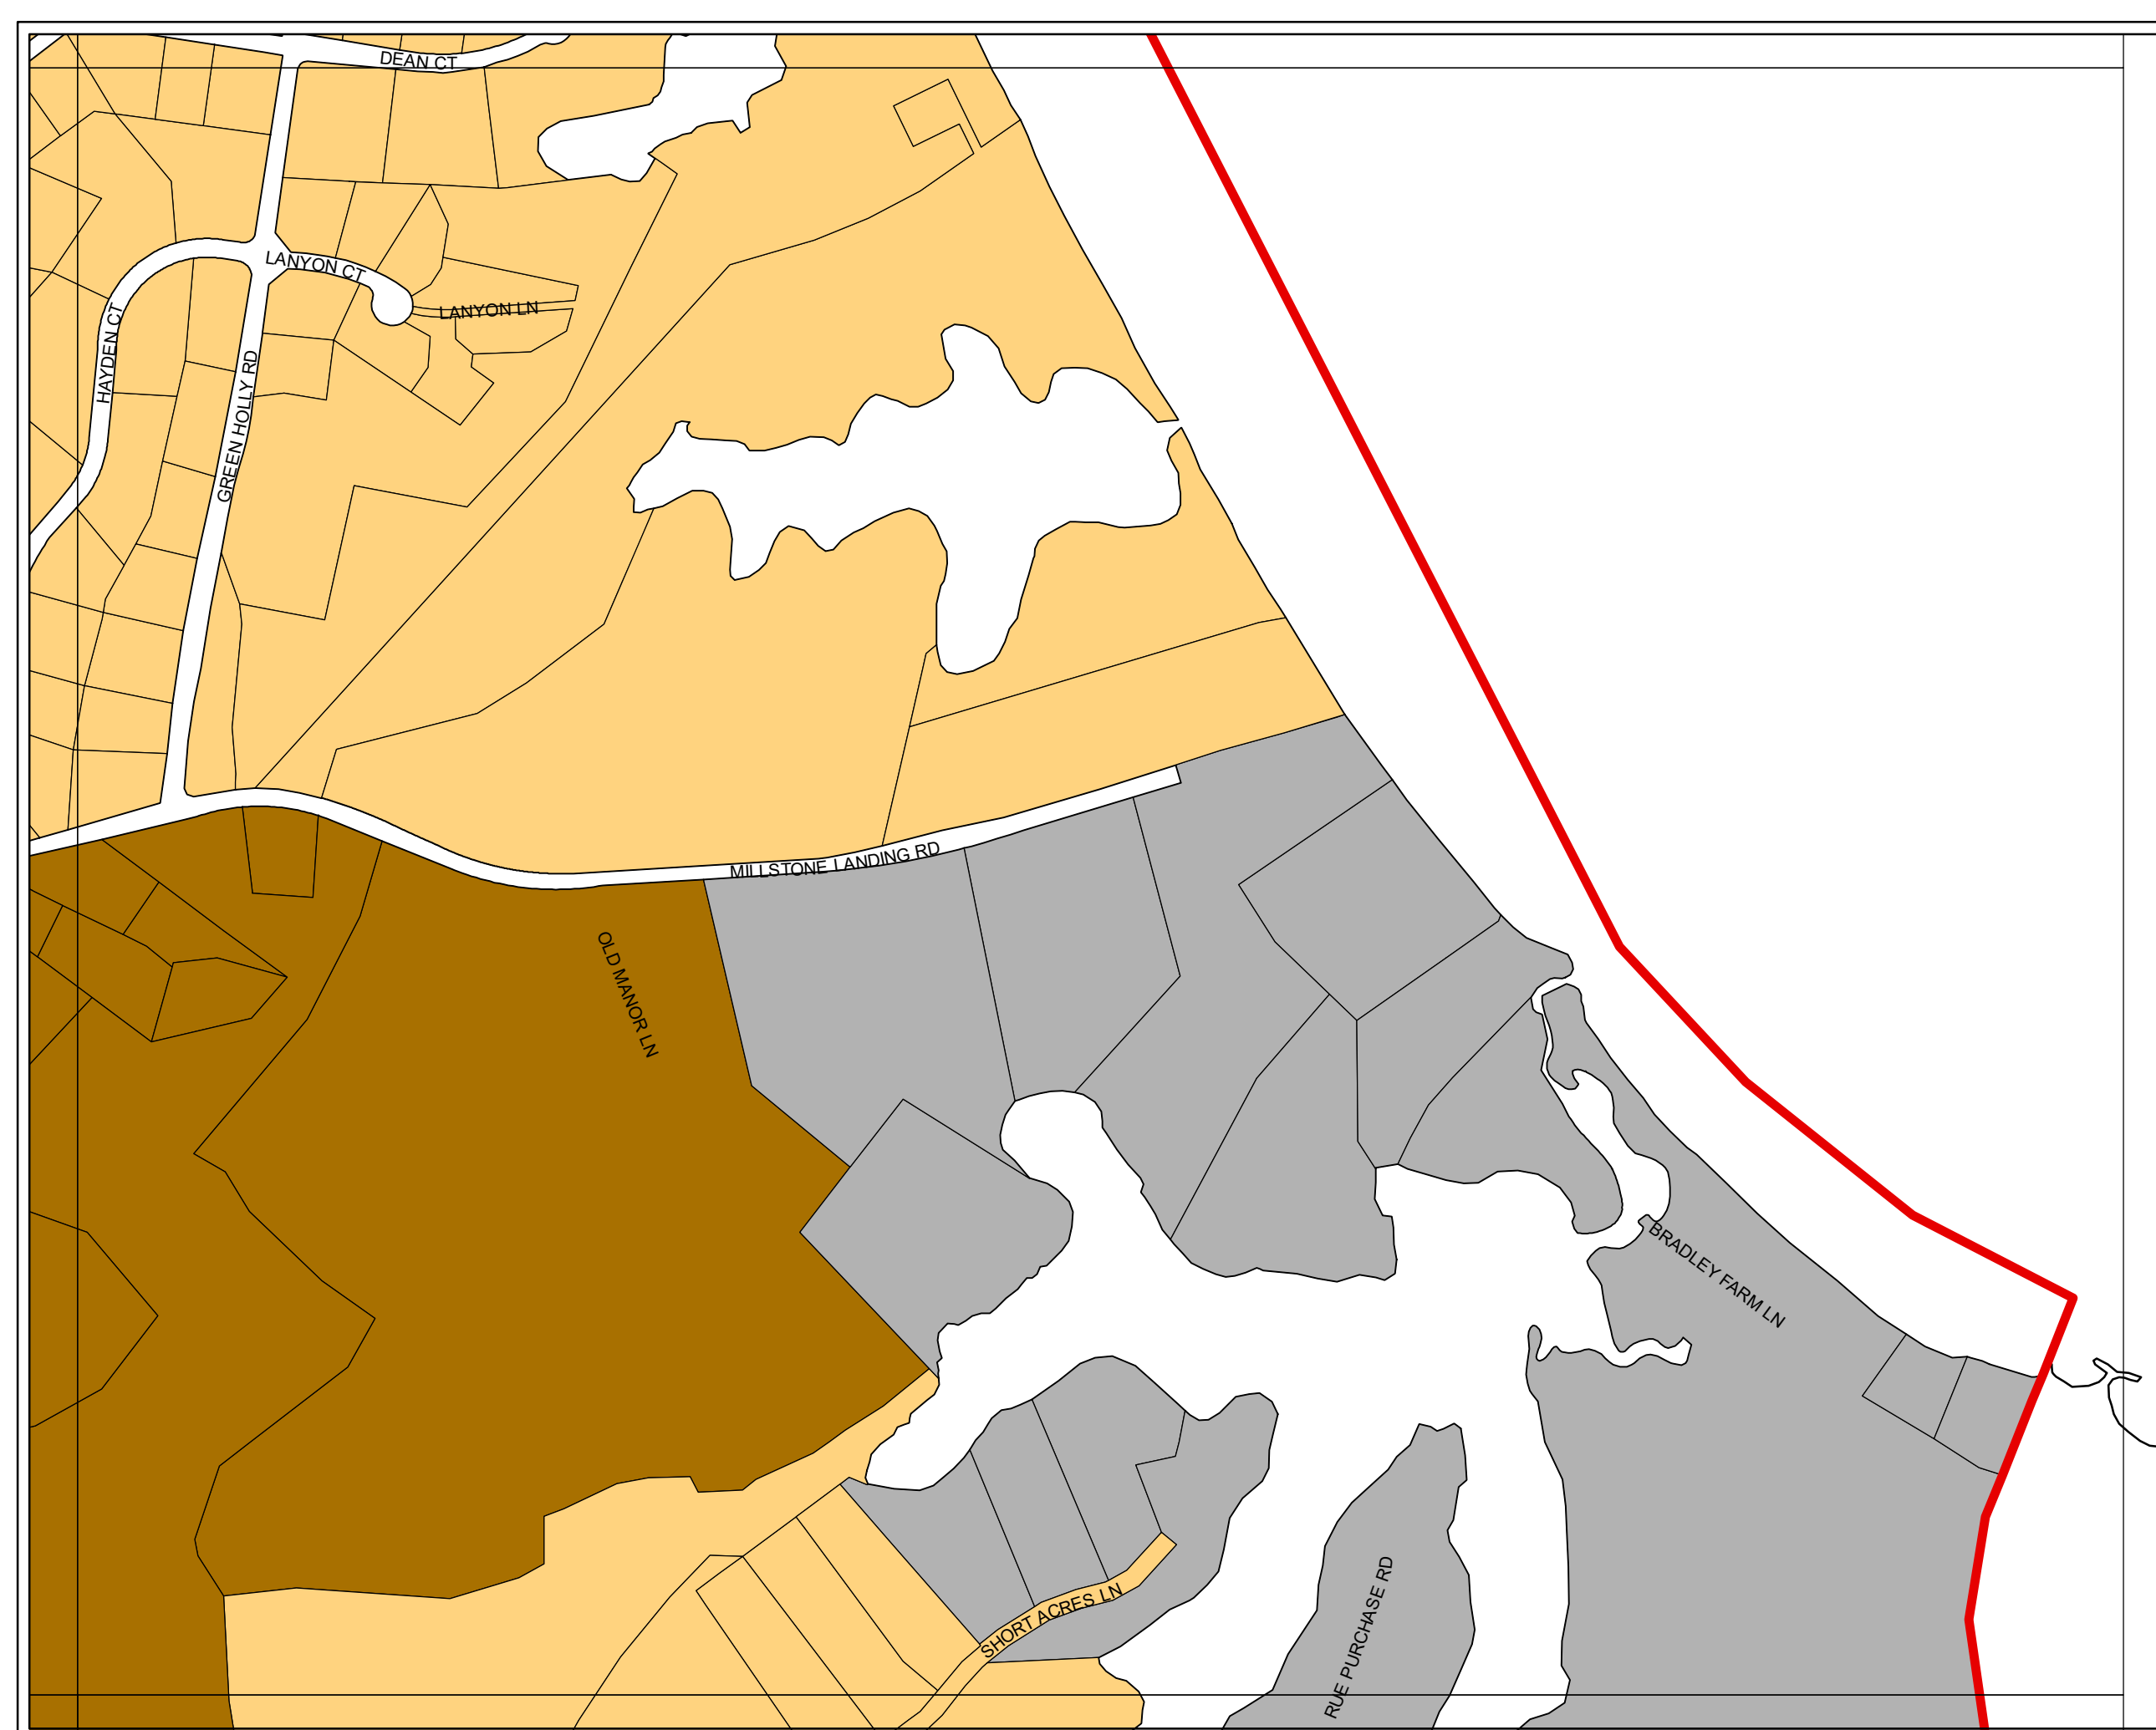 DEAN CT
LANYON CT
LANYON LN
HAYDEN CT
GREEN HOLLY RD
MILLSTONE LANDING RD
OLD MANOR LN
BRADLEY FARM LN
SHORT ACRES LN
RUE PURCHASE RD